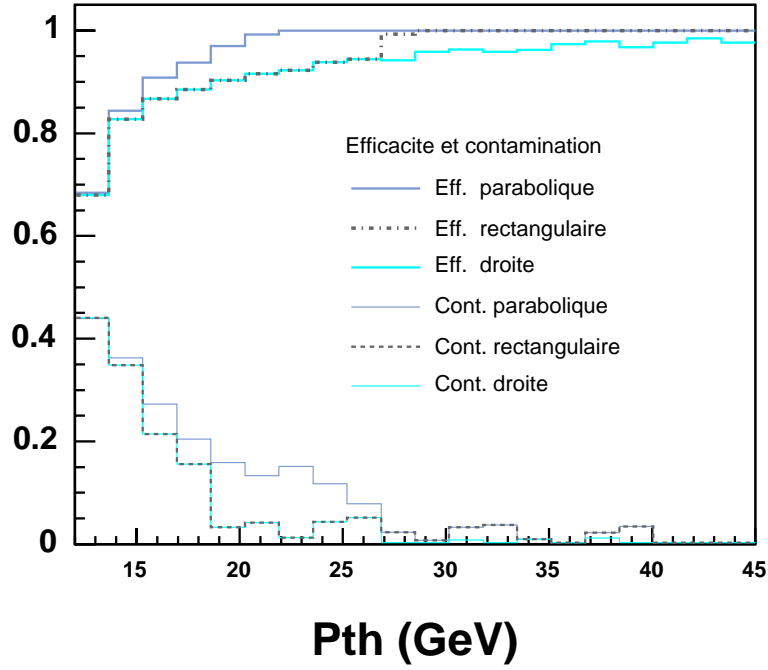 1
0.8
0.6
0.4
0.2
0
Efficacite et contamination
Eff. parabolique
Eff. rectangulaire
Eff. droite
Cont. parabolique
Cont. rectangulaire
Cont. droite
15 20 25 30 35 40 45
Pth (GeV)